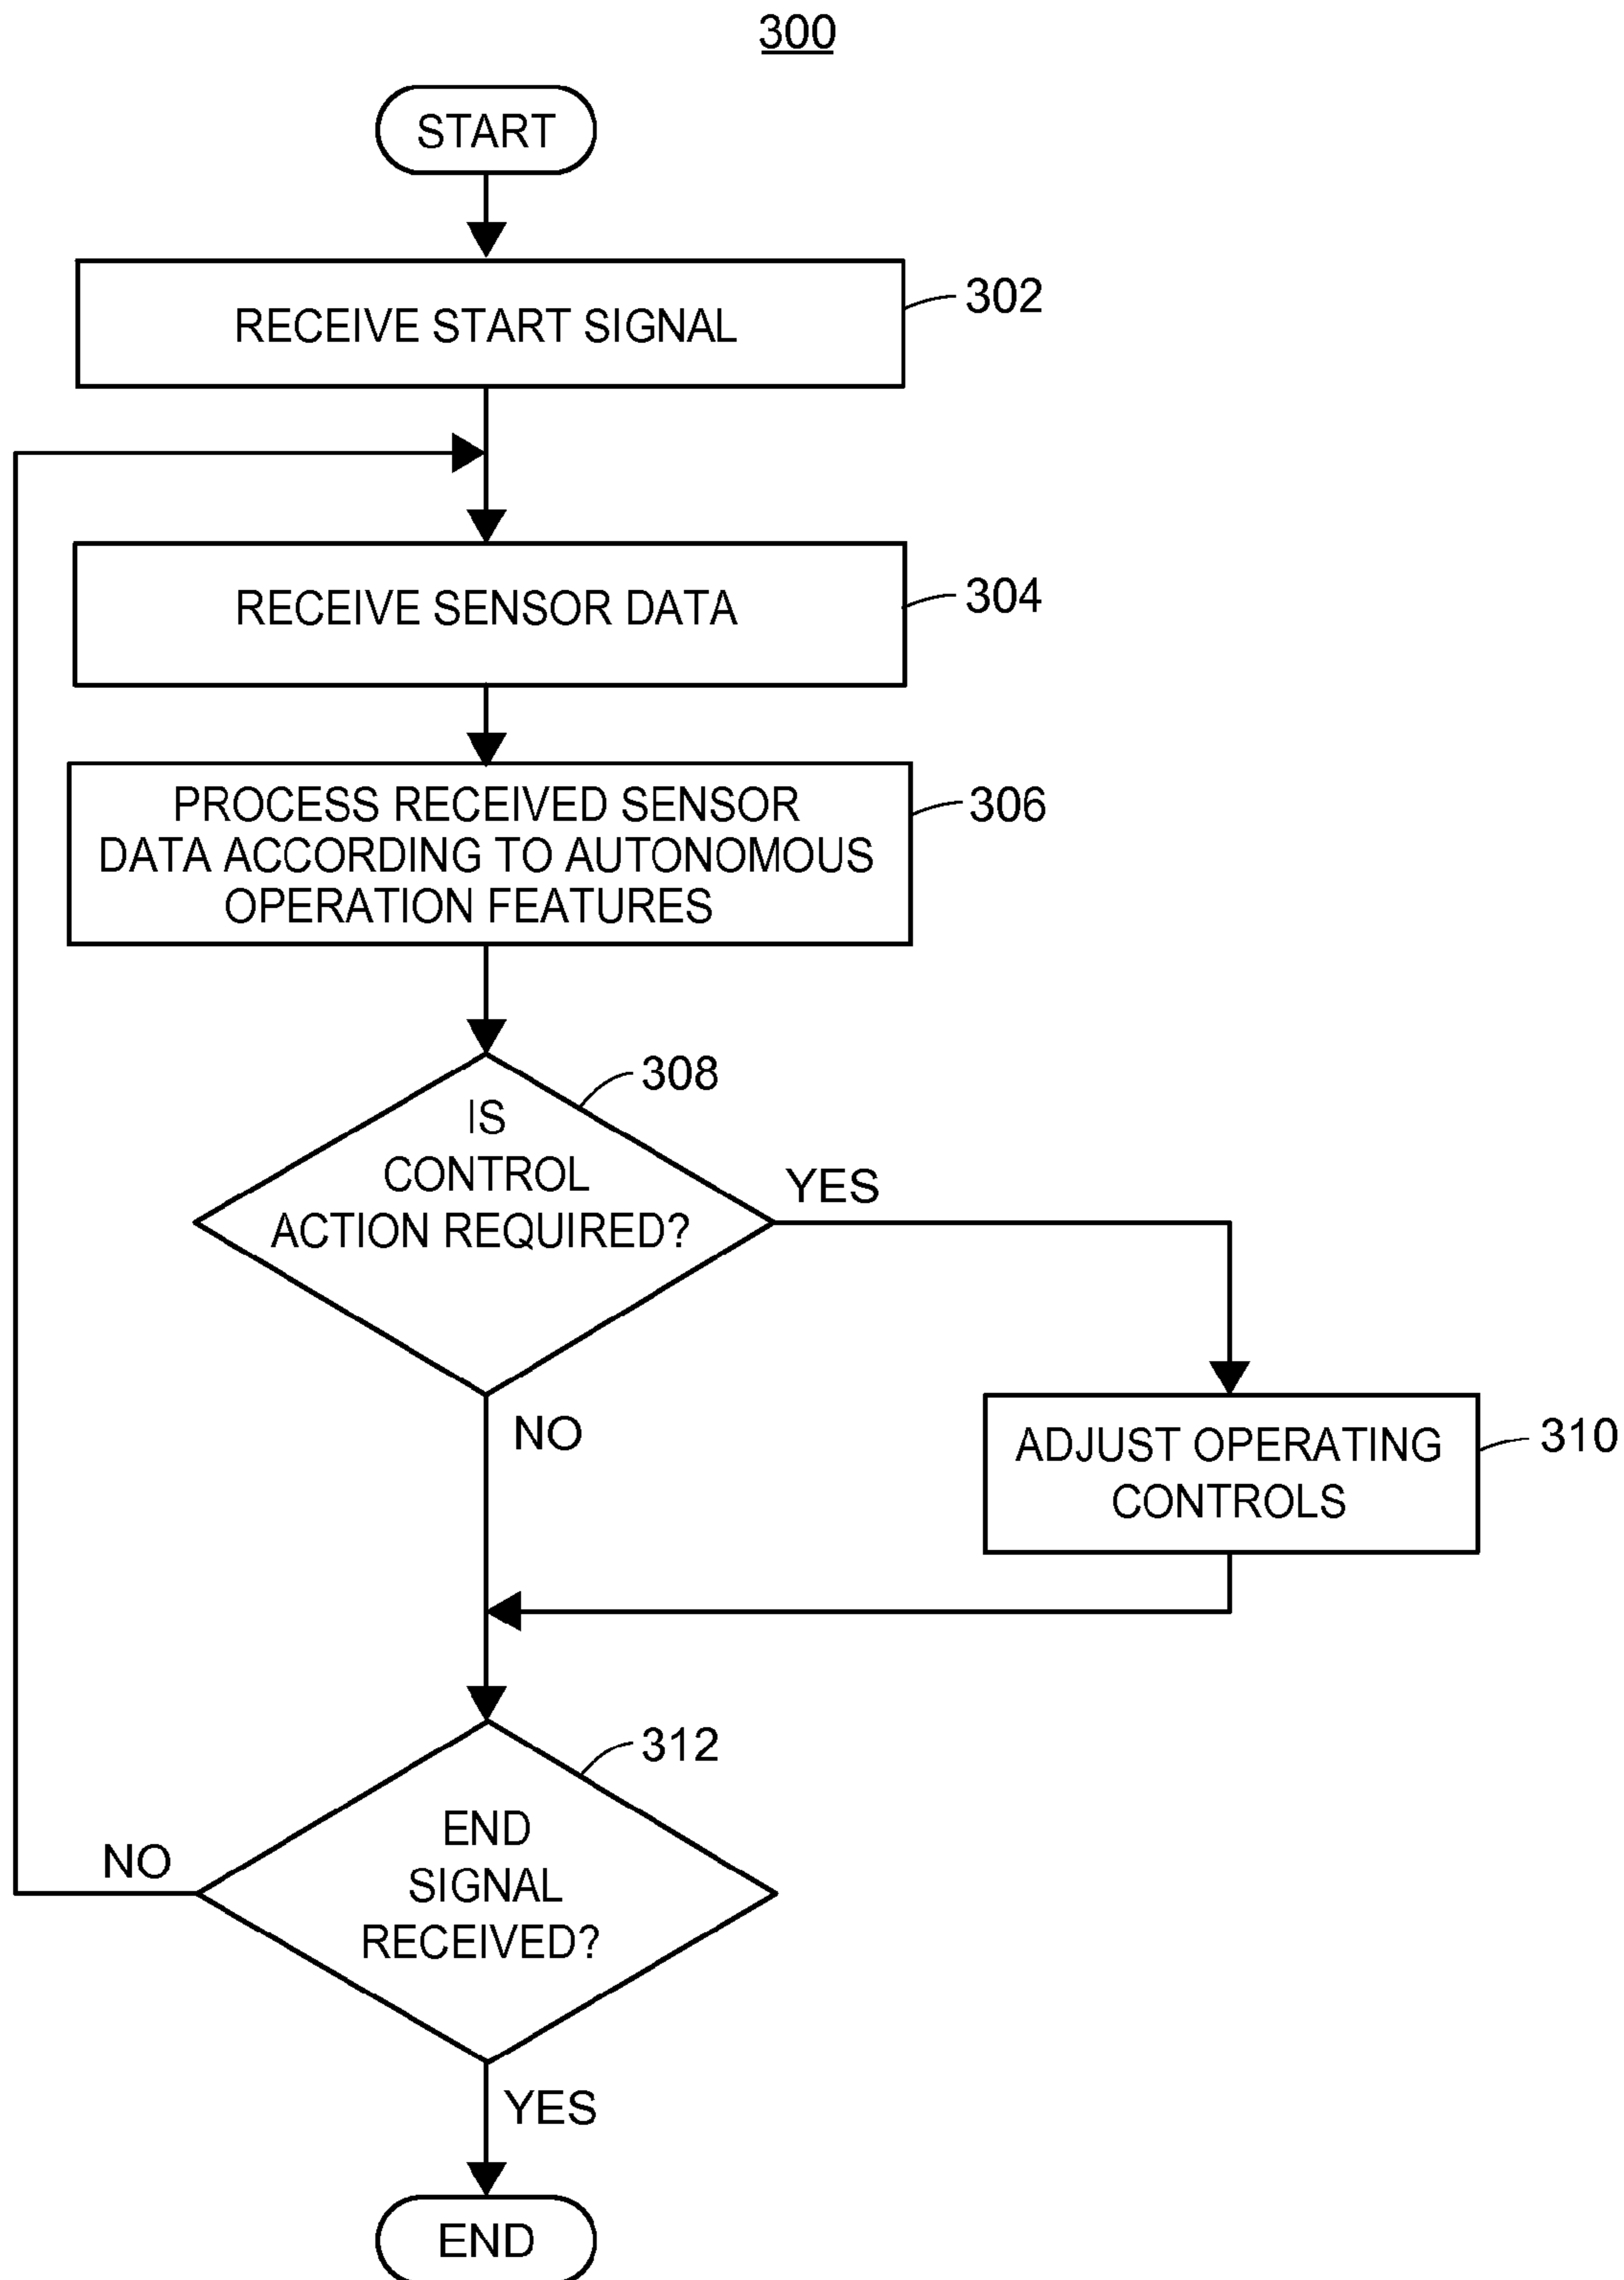 300
START
RECEIVE START SIGNAL
302
RECEIVE SENSOR DATA
304
PROCESS RECEIVED SENSOR
DATA ACCORDING TO AUTONOMOUS
OPERATION FEATURES
306
308
IS
CONTROL
ACTION REQUIRED?
YES
NO
ADJUST OPERATING
CONTROLS
310
312
END
SIGNAL
RECEIVED?
NO
YES
END